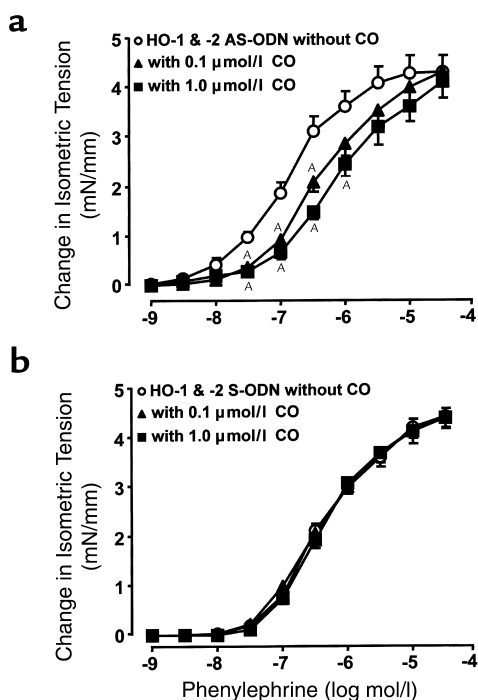 a
Change in Isometric Tension
(mN/mm)
5
4
3
2
1
0
HO-1 & -2 AS-ODN without CO
with 0.1 µmol/l CO
with 1.0 µmol/l CO
A
A
A
A
A
A
A
-9
-8
-7
-6
-5
-4
b
Change in Isometric Tension
(mN/mm)
5
4
3
2
1
0
HO-1 & -2 S-ODN without CO
with 0.1 µmol/l CO
with 1.0 µmol/l CO
-9
-8
-7
-6
-5
-4
Phenylephrine (log mol/l)